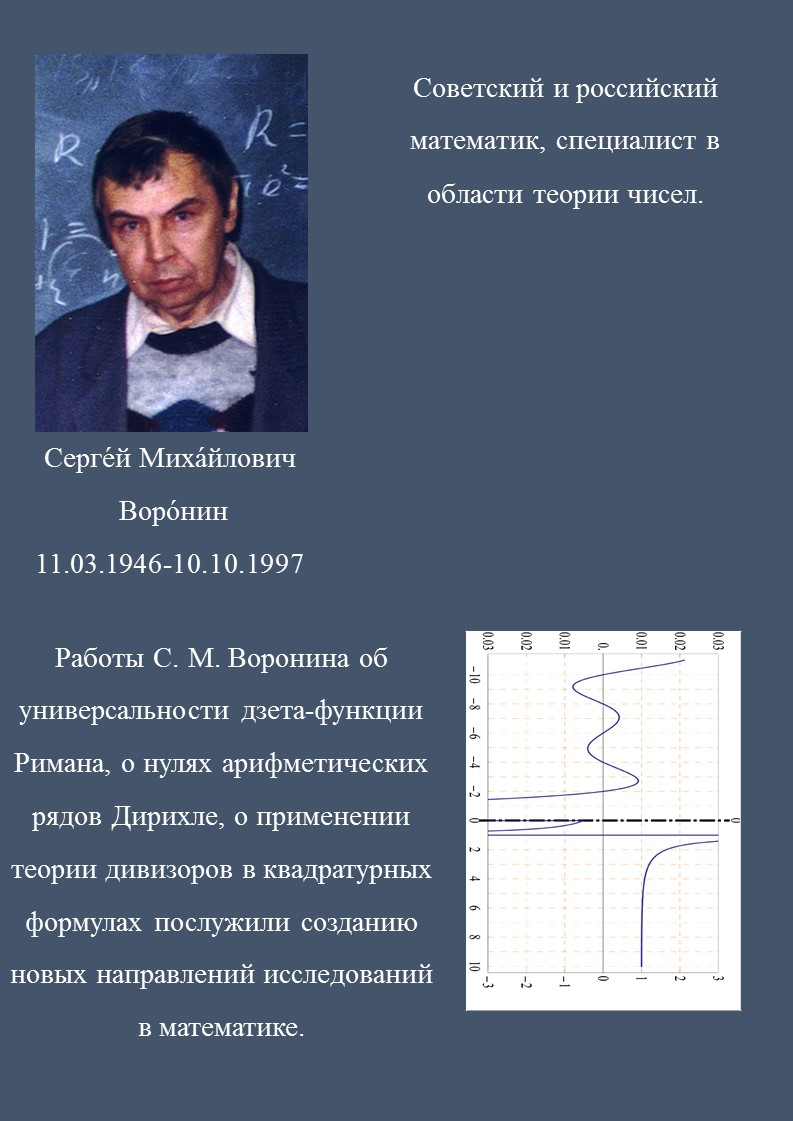 Советский и российский
математик, специалист в
области теории чисел.
R
R =
Серге́й Миха́йлович
Воро́нин
11.03.1946-10.10.1997
Работы С. М. Воронина об
универсальности дзета-функции
Римана, о нулях арифметических
рядов Дирихле, о применении
теории дивизоров в квадратурных
формулах послужили созданию
новых направлений исследований
в математике.
0.03 0.02 0.01 0. 0.01 0.02 0.03
-10 -8 -6 -4 -2 0 2 4 6 8 10
0
-3 -2 -1 0 1 2 3